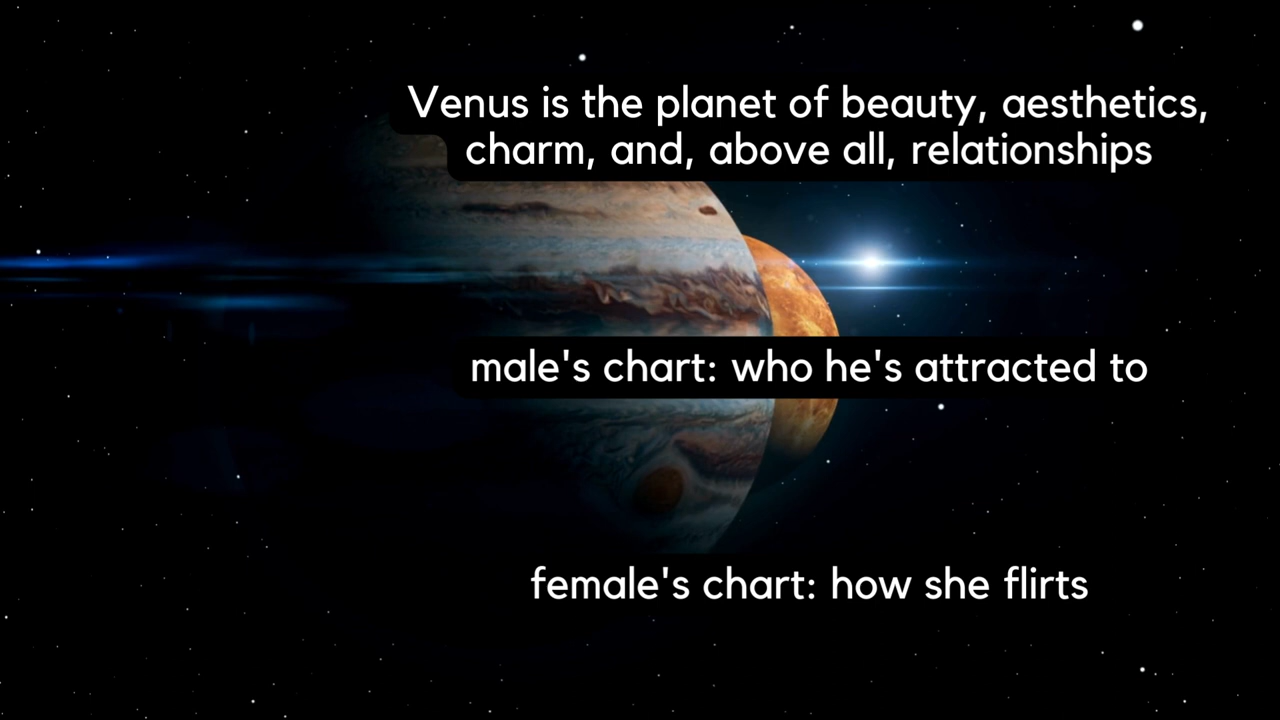 Venus is the planet of beauty, aesthetics,
charm, and, above all, relationships
male's chart: who he's attracted to
female's chart: how she flirts